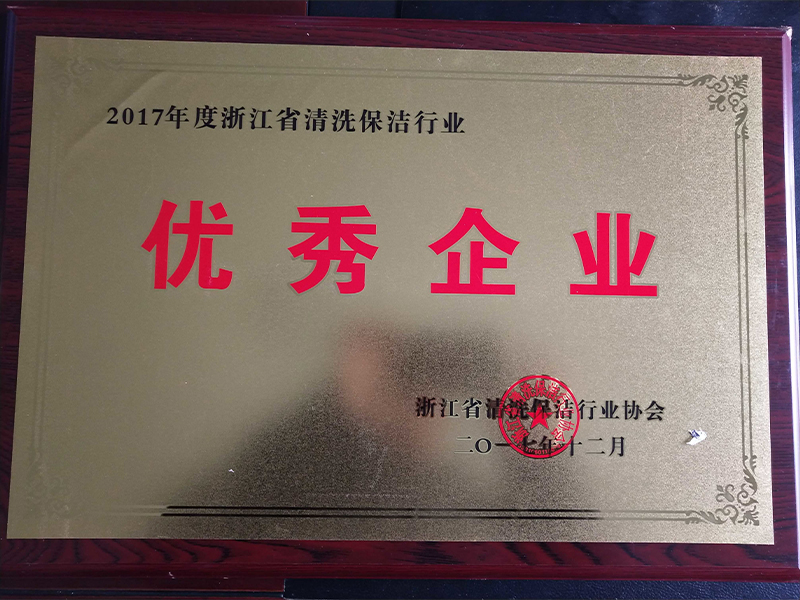 2017年度浙江省清洗保洁行业
优秀企业
浙江省清洗保洁行业协会
二〇一七年十二月